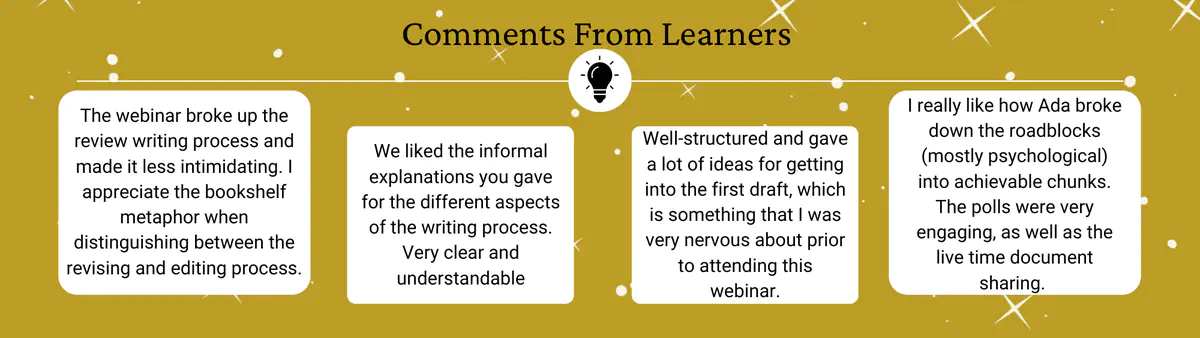 Comments From Learners
The webinar broke up the
review writing process and
made it less intimidating. I
appreciate the bookshelf
metaphor when
distinguishing between the
revising and editing process.
We liked the informal
explanations you gave
for the different aspects
of the writing process.
Very clear and
understandable
Well-structured and gave
a lot of ideas for getting
into the first draft, which
is something that I was
very nervous about prior
to attending this
webinar.
I really like how Ada broke
down the roadblocks
(mostly psychological)
into achievable chunks.
The polls were very
engaging, as well as the
live time document
sharing.